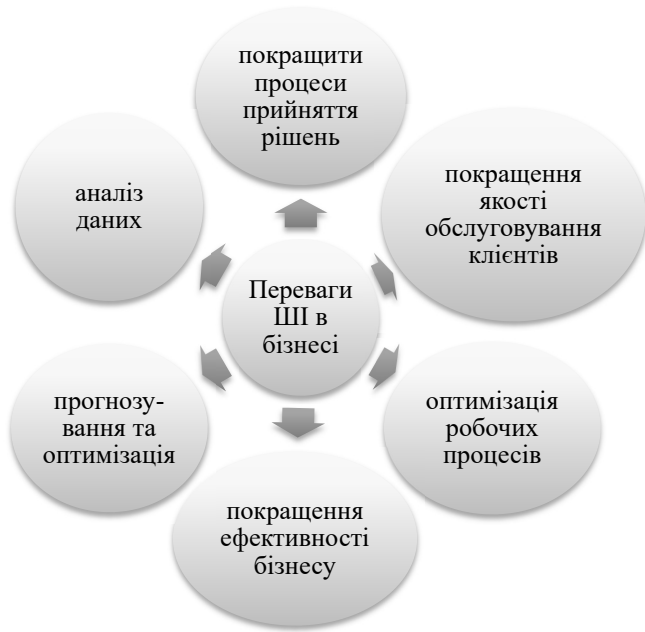 покращити
процеси
прийняття
рішень
покращення
якості
обслуговування
клієнтів
оптимізація
робочих
процесів
покращення
ефективності
бізнесу
прогнозу-
вання та
оптимізація
аналіз
даних
Переваги
ШІ в
бізнесі